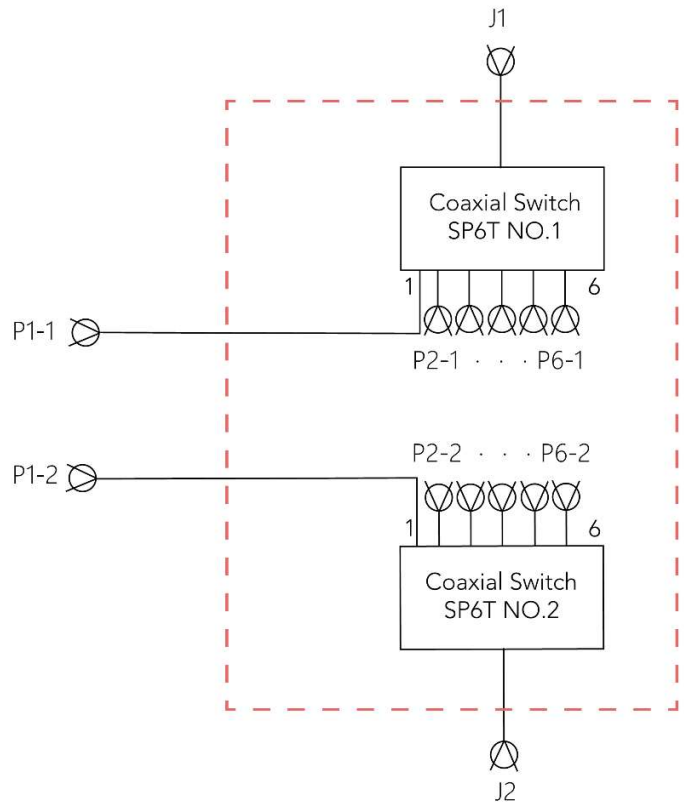 J1
Coaxial Switch
SP6T NO.1
1 6
P1-1
P2-1 · · · P6-1
P2-2 · · · P6-2
P1-2
1 6
Coaxial Switch
SP6T NO.2
J2